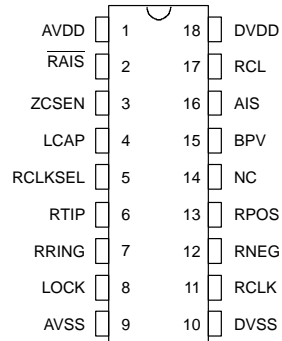 AVDD 1 18 DVDD
RAIS 2 17 RCL
ZCSEN 3 16 AIS
LCAP 4 15 BPV
RCLKSEL 5 14 NC
RTIP 6 13 RPOS
RRING 7 12 RNEG
LOCK 8 11 RCLK
AVSS 9 10 DVSS